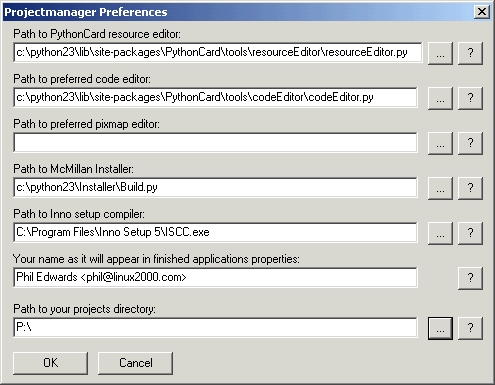 Projectmanager Preferences
Path to PythonCard resource editor:
c:\python23\lib\site-packages\PythonCard\tools\resourceEditor\resourceEditor.py
... ?
Path to preferred code editor:
c:\python23\lib\site-packages\PythonCard\tools\codeEditor\codeEditor.py
... ?
Path to preferred pixmap editor:
... ?
Path to McMillan Installer:
c:\python23\Installer\Build.py
... ?
Path to Inno setup compiler:
C:\Program Files\Inno Setup 5\ISCC.exe
... ?
Your name as it will appear in finished applications properties:
Phil Edwards <phil@linux2000.com>
?
Path to your projects directory:
P:\
... ?
OK Cancel